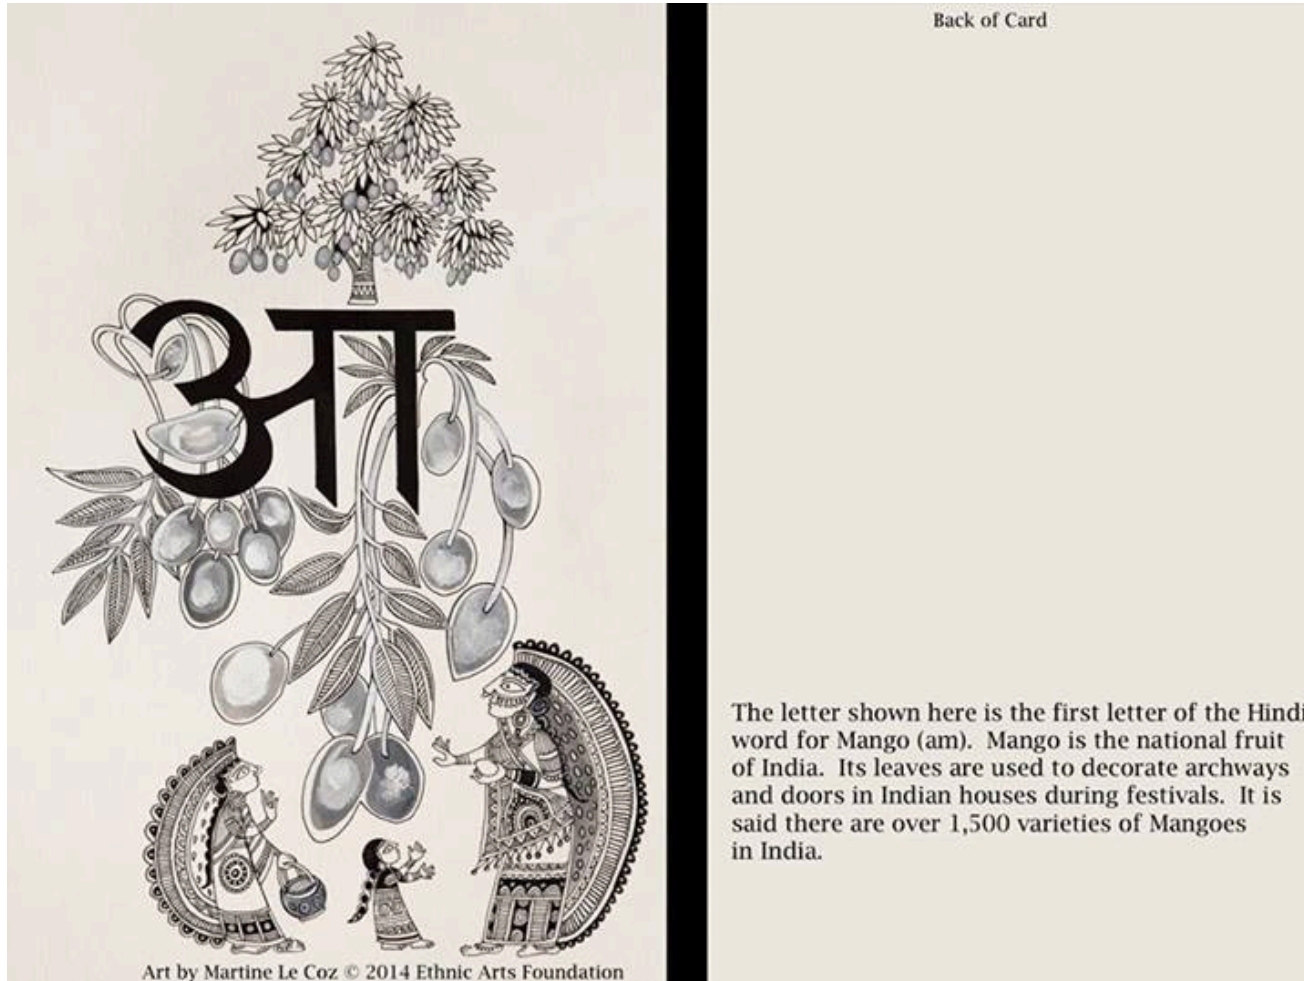 Back of Card
आ
The letter shown here is the first letter of the Hindi
word for Mango (am).  Mango is the national fruit
of India.  Its leaves are used to decorate archways
and doors in Indian houses during festivals.  It is
said there are over 1,500 varieties of Mangoes
in India.
Art by Martine Le Coz © 2014 Ethnic Arts Foundation